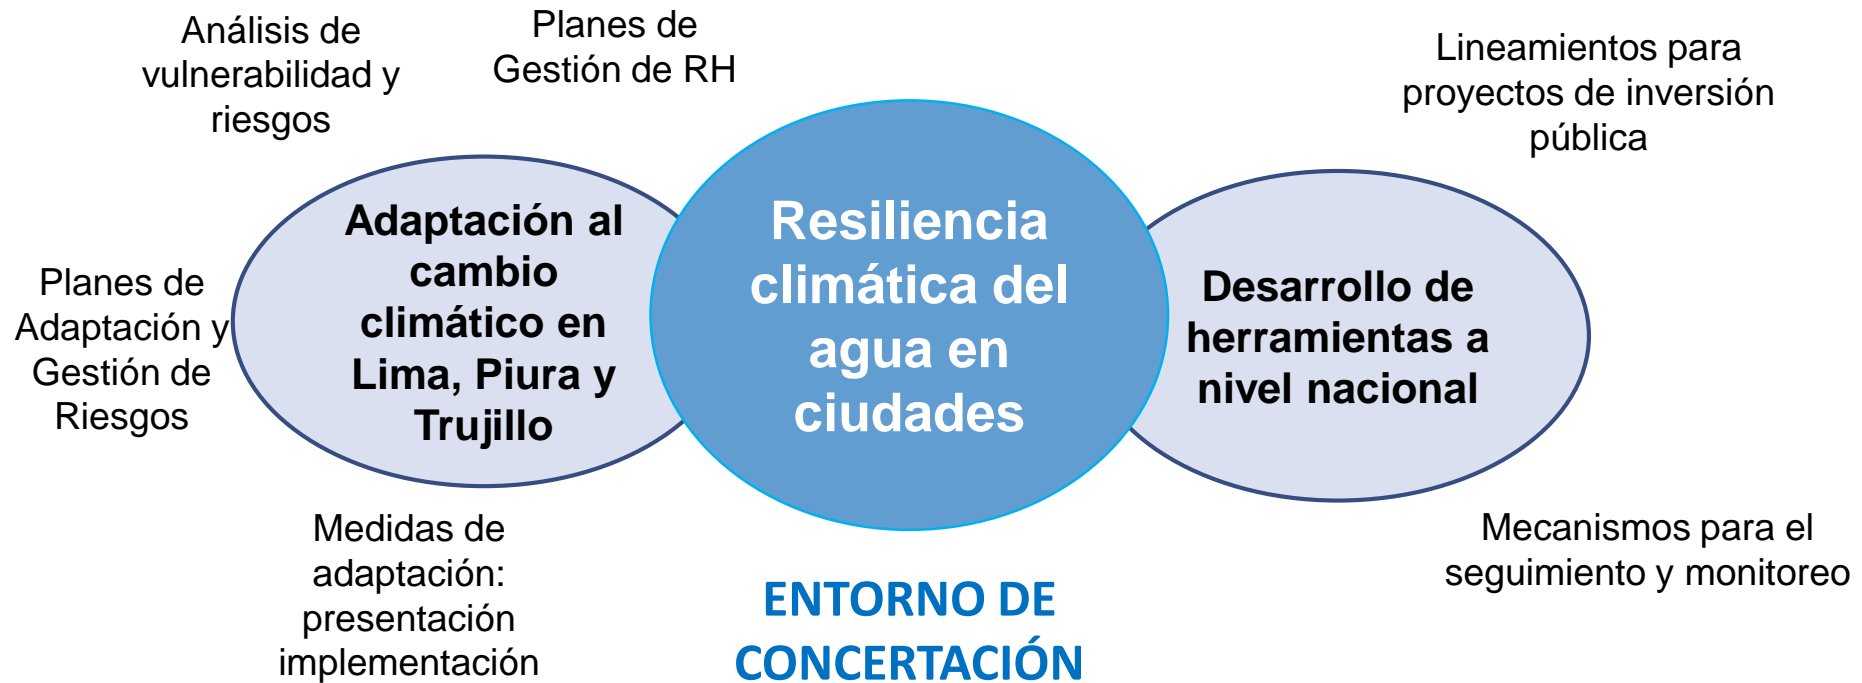 Análisis de
vulnerabilidad y
riesgos
Planes de
Gestión de RH
Lineamientos para
proyectos de inversión
pública
Planes de
Adaptación y
Gestión de
Riesgos
Adaptación al
cambio
climático en
Lima, Piura y
Trujillo
Resiliencia
climática del
agua en
ciudades
Desarrollo de
herramientas a
nivel nacional
Medidas de
adaptación:
presentación
implementación
ENTORNO DE
CONCERTACIÓN
Mecanismos para el
seguimiento y monitoreo